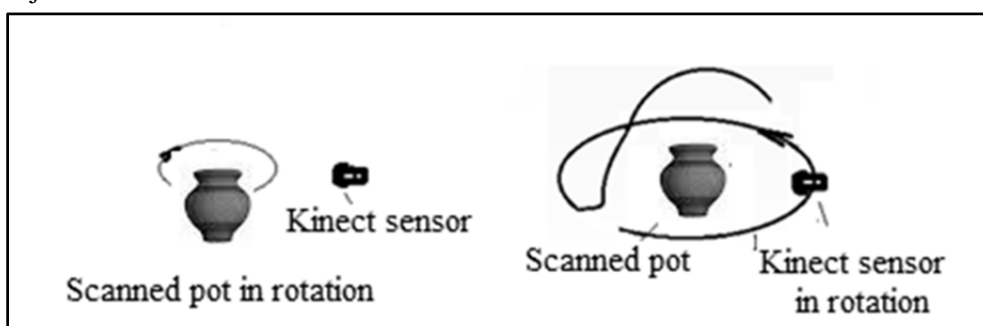 Kinect sensor
Scanned pot in rotation
Scanned pot
Kinect sensor
in rotation